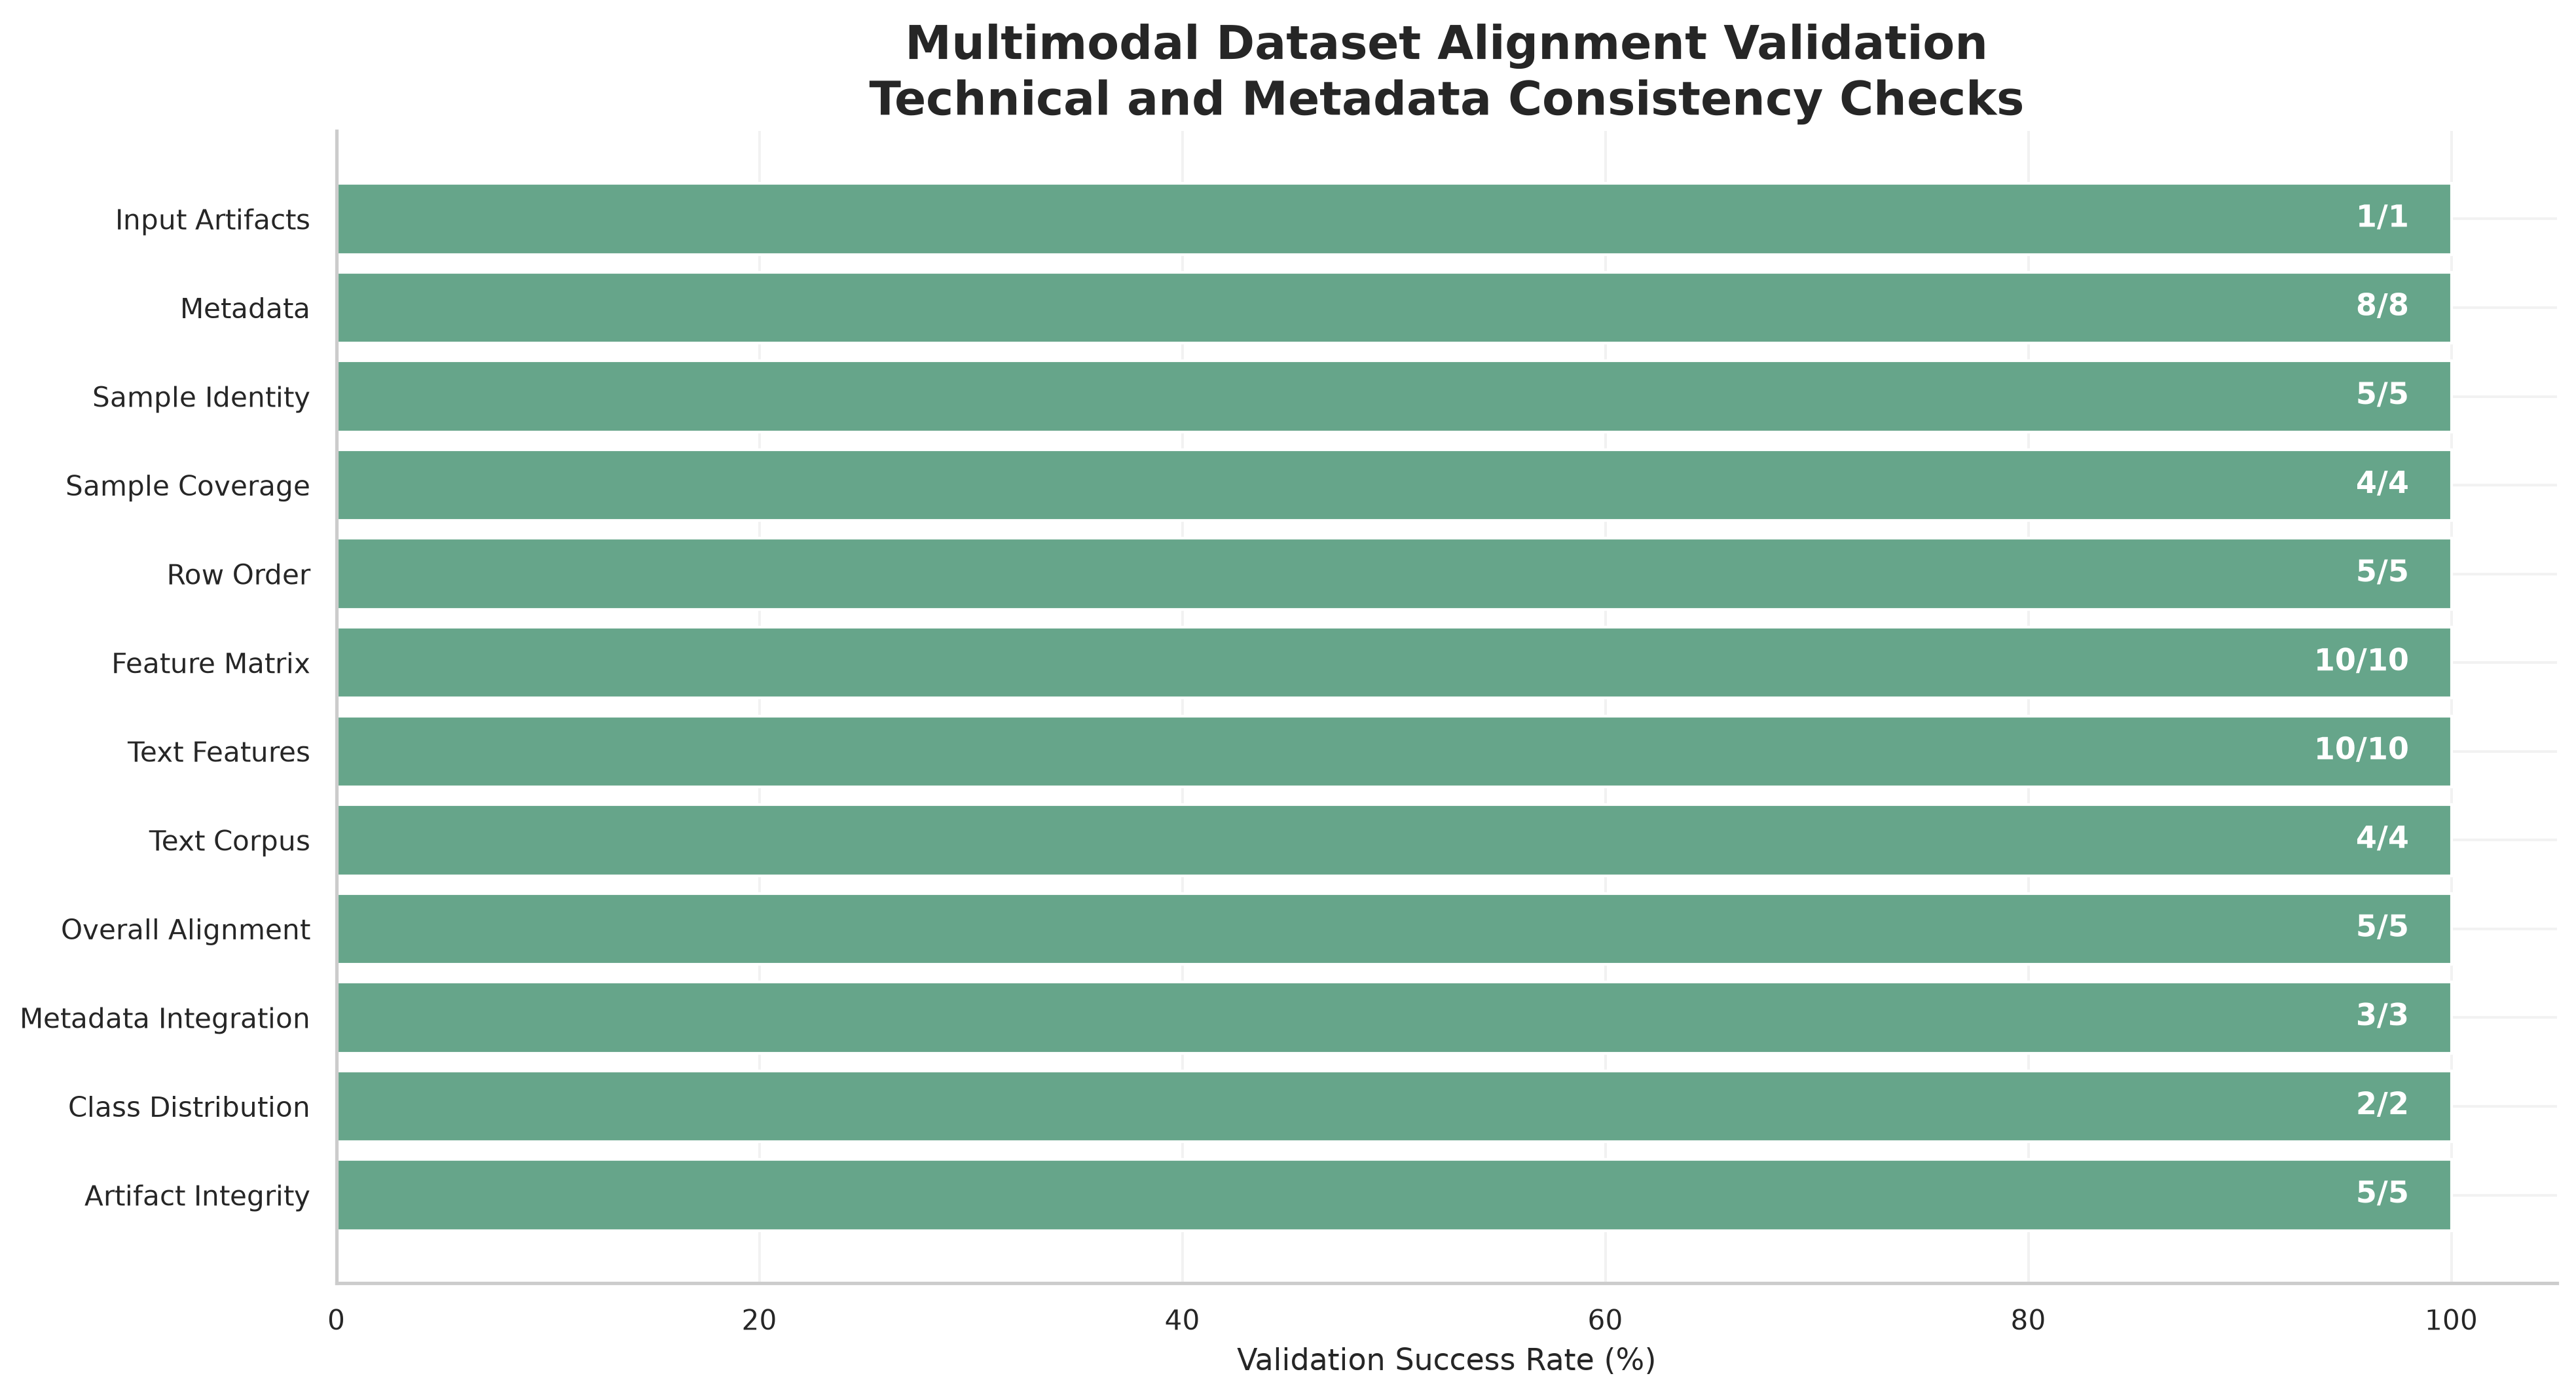 Multimodal Dataset Alignment Validation
Technical and Metadata Consistency Checks
Input Artifacts 1/1
Metadata 8/8
Sample Identity 5/5
Sample Coverage 4/4
Row Order 5/5
Feature Matrix 10/10
Text Features 10/10
Text Corpus 4/4
Overall Alignment 5/5
Metadata Integration 3/3
Class Distribution 2/2
Artifact Integrity 5/5
0 20 40 60 80 100
Validation Success Rate (%)